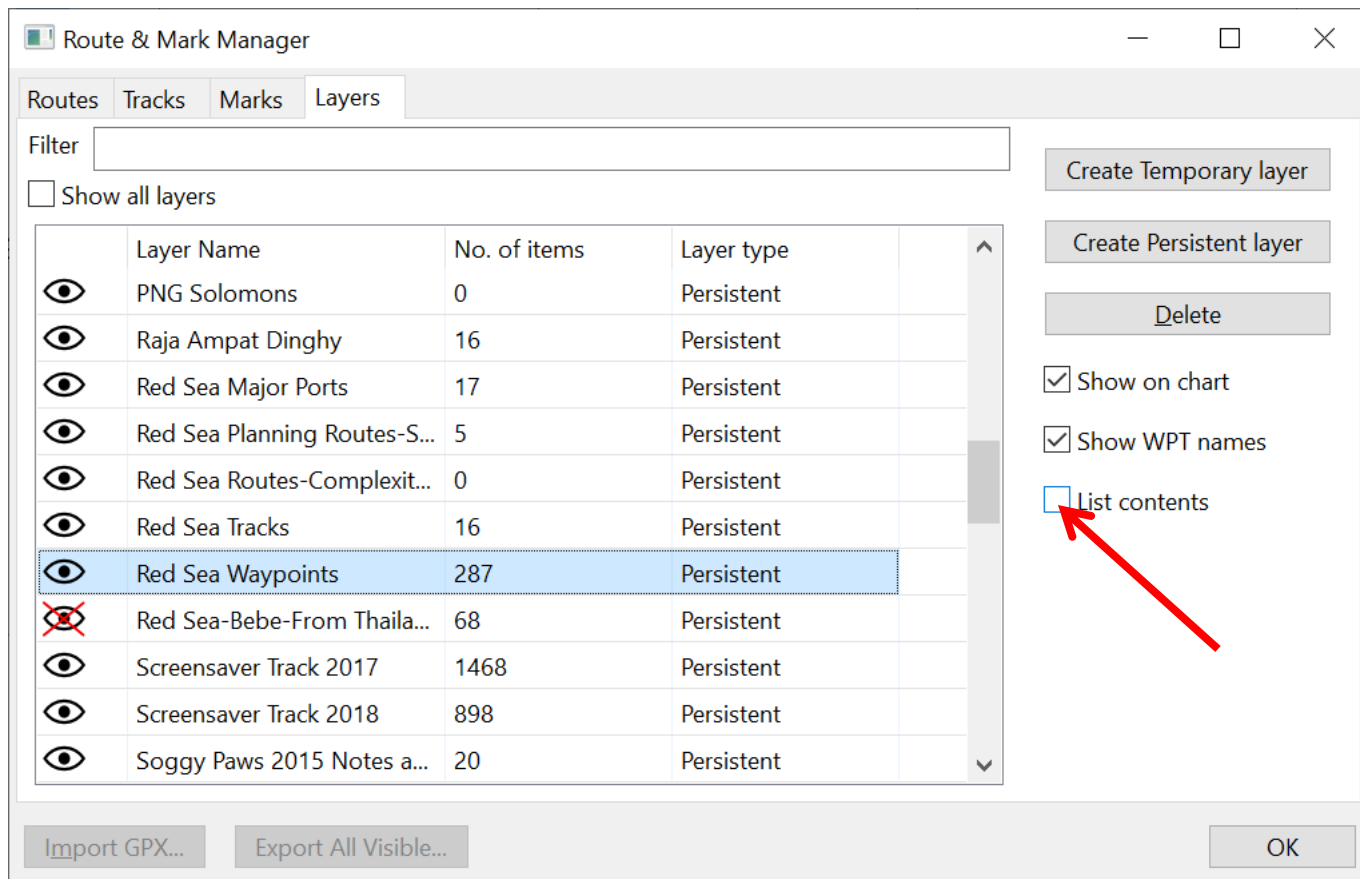 Route & Mark Manager
Routes Tracks Marks Layers
Filter
Show all layers
Create Temporary layer
Create Persistent layer
Delete
Show on chart
Show WPT names
List contents
Layer Name No. of items Layer type
PNG Solomons 0 Persistent
Raja Ampat Dinghy 16 Persistent
Red Sea Major Ports 17 Persistent
Red Sea Planning Routes-S... 5 Persistent
Red Sea Routes-Complexit... 0 Persistent
Red Sea Tracks 16 Persistent
Red Sea Waypoints 287 Persistent
Red Sea-Bebe-From Thaila... 68 Persistent
Screensaver Track 2017 1468 Persistent
Screensaver Track 2018 898 Persistent
Soggy Paws 2015 Notes a... 20 Persistent
Import GPX... Export All Visible... OK